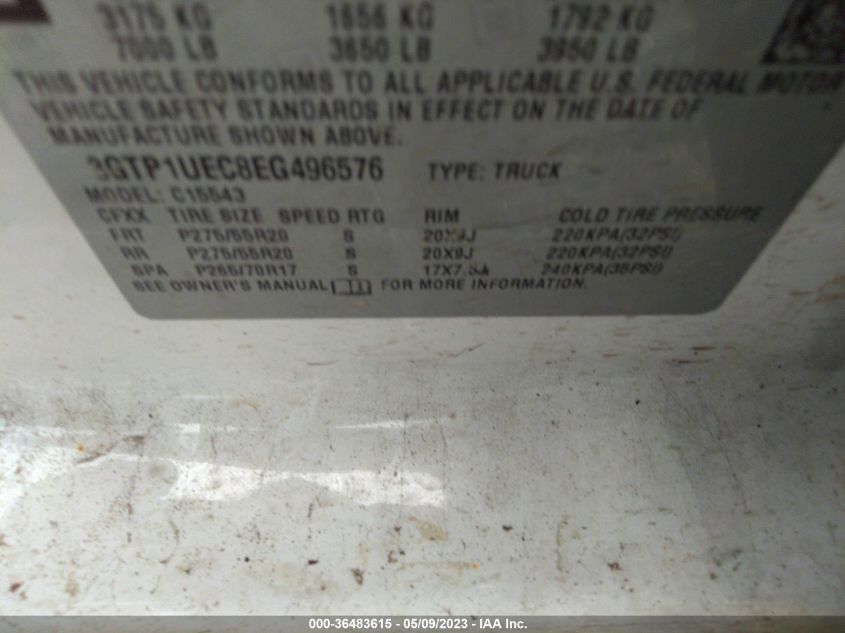 3175 KG 1656 KG 1792 KG
7000 LB 3650 LB 3950 LB
THIS VEHICLE CONFORMS TO ALL APPLICABLE U.S. FEDERAL MOTOR
VEHICLE SAFETY STANDARDS IN EFFECT ON THE DATE OF
MANUFACTURE SHOWN ABOVE.
3GTP1UEC8EG496576 TYPE: TRUCK
MODEL: C15543
CFXX TIRE SIZE SPEED RTG RIM COLD TIRE PRESSURE
FRT P275/55R20 S 20X9J 220KPA(32PSI)
RR P275/55R20 S 20X9J 220KPA(32PSI)
SPA P265/70R17 S 17X7.5J 240KPA(35PSI)
SEE OWNER'S MANUAL FOR MORE INFORMATION.
000-36483615 - 05/09/2023 - IAA Inc.